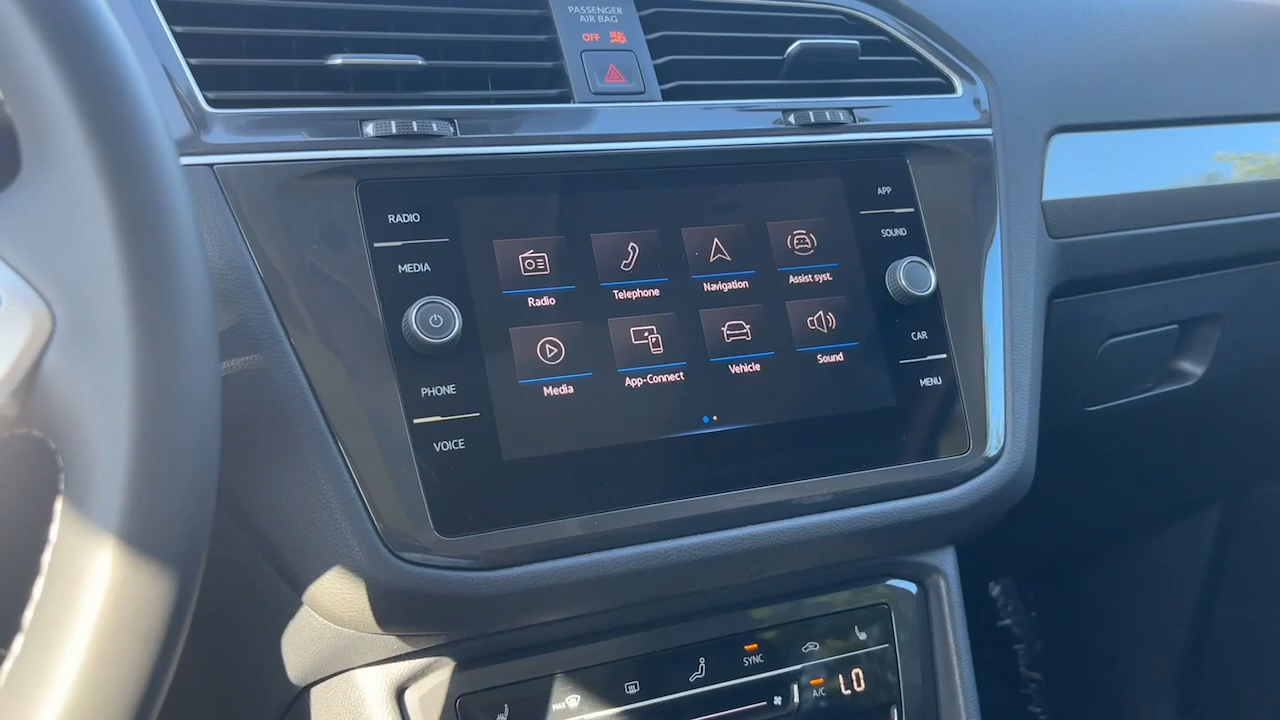 PASSENGER
AIR BAG
OFF
RADIO
MEDIA
PHONE
VOICE
Radio
Telephone
Navigation
Assist syst.
Media
App-Connect
Vehicle
Sound
APP
SOUND
CAR
MENU
MAX
SYNC
A/C
LO